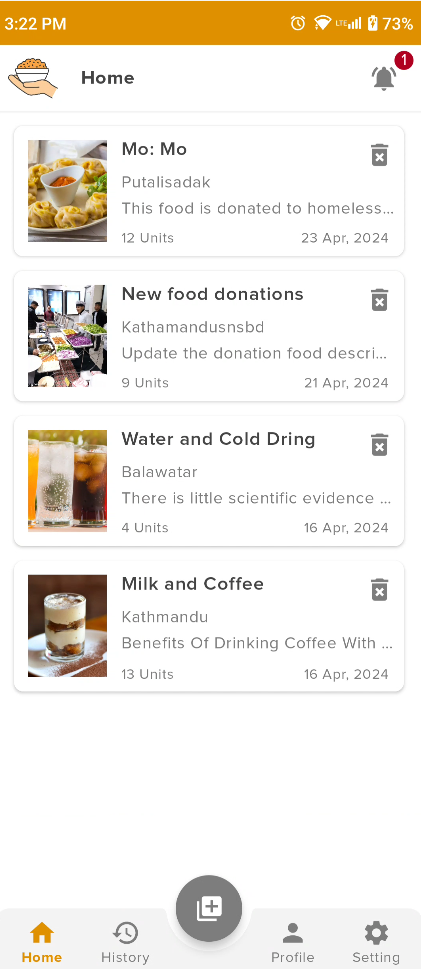 3:22 PM LTE 73%
Home 1
Mo: Mo
Putalisadak
This food is donated to homeless...
12 Units 23 Apr, 2024
New food donations
Kathamandusnsbd
Update the donation food descri...
9 Units 21 Apr, 2024
Water and Cold Dring
Balawatar
There is little scientific evidence ...
4 Units 16 Apr, 2024
Milk and Coffee
Kathmandu
Benefits Of Drinking Coffee With ...
13 Units 16 Apr, 2024
Home History Profile Setting